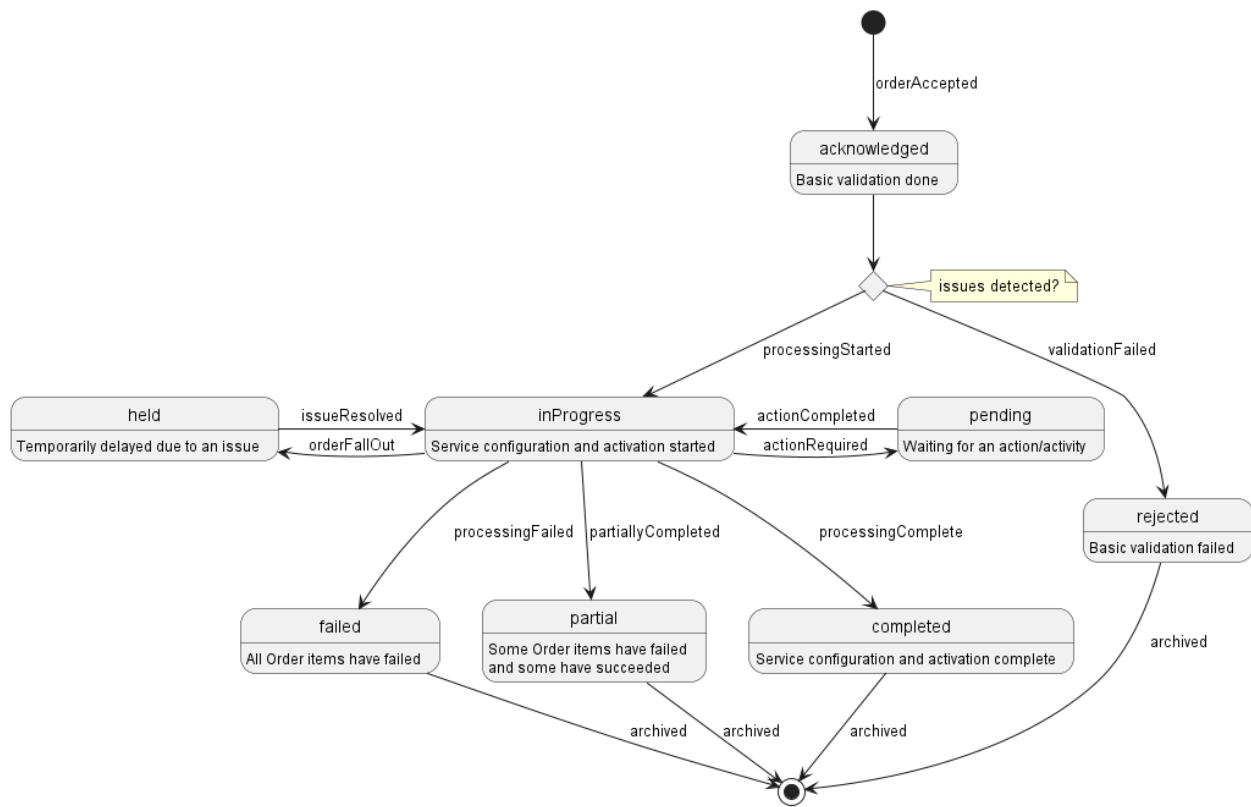 orderAccepted
acknowledged
Basic validation done
issues detected?
processingStarted
validationFailed
held
Temporarily delayed due to an issue
issueResolved
orderFallOut
inProgress
Service configuration and activation started
actionCompleted
actionRequired
pending
Waiting for an action/activity
rejected
Basic validation failed
processingFailed
partiallyCompleted
processingComplete
failed
All Order items have failed
partial
Some Order items have failed
and some have succeeded
completed
Service configuration and activation complete
archived
archived
archived
archived